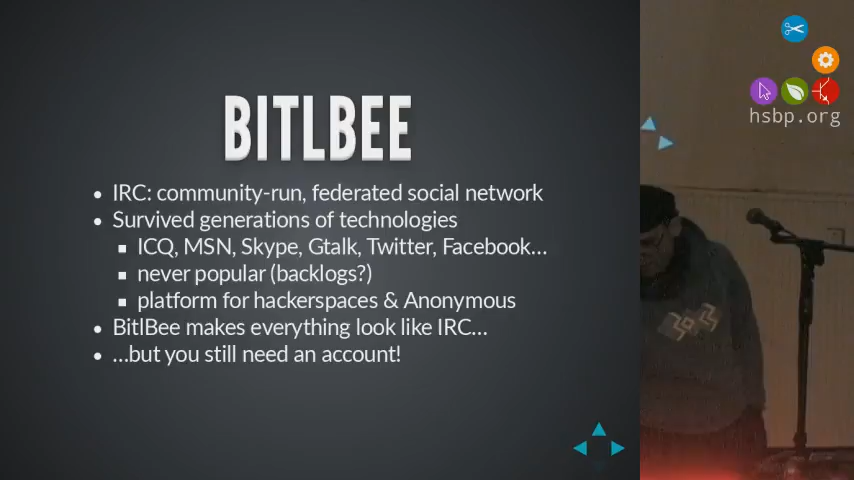 BITLBEE
IRC: community-run, federated social network
Survived generations of technologies
ICQ, MSN, Skype, Gtalk, Twitter, Facebook...
never popular (backlogs?)
platform for hackerspaces & Anonymous
BitlBee makes everything look like IRC...
...but you still need an account!
hsbp.org